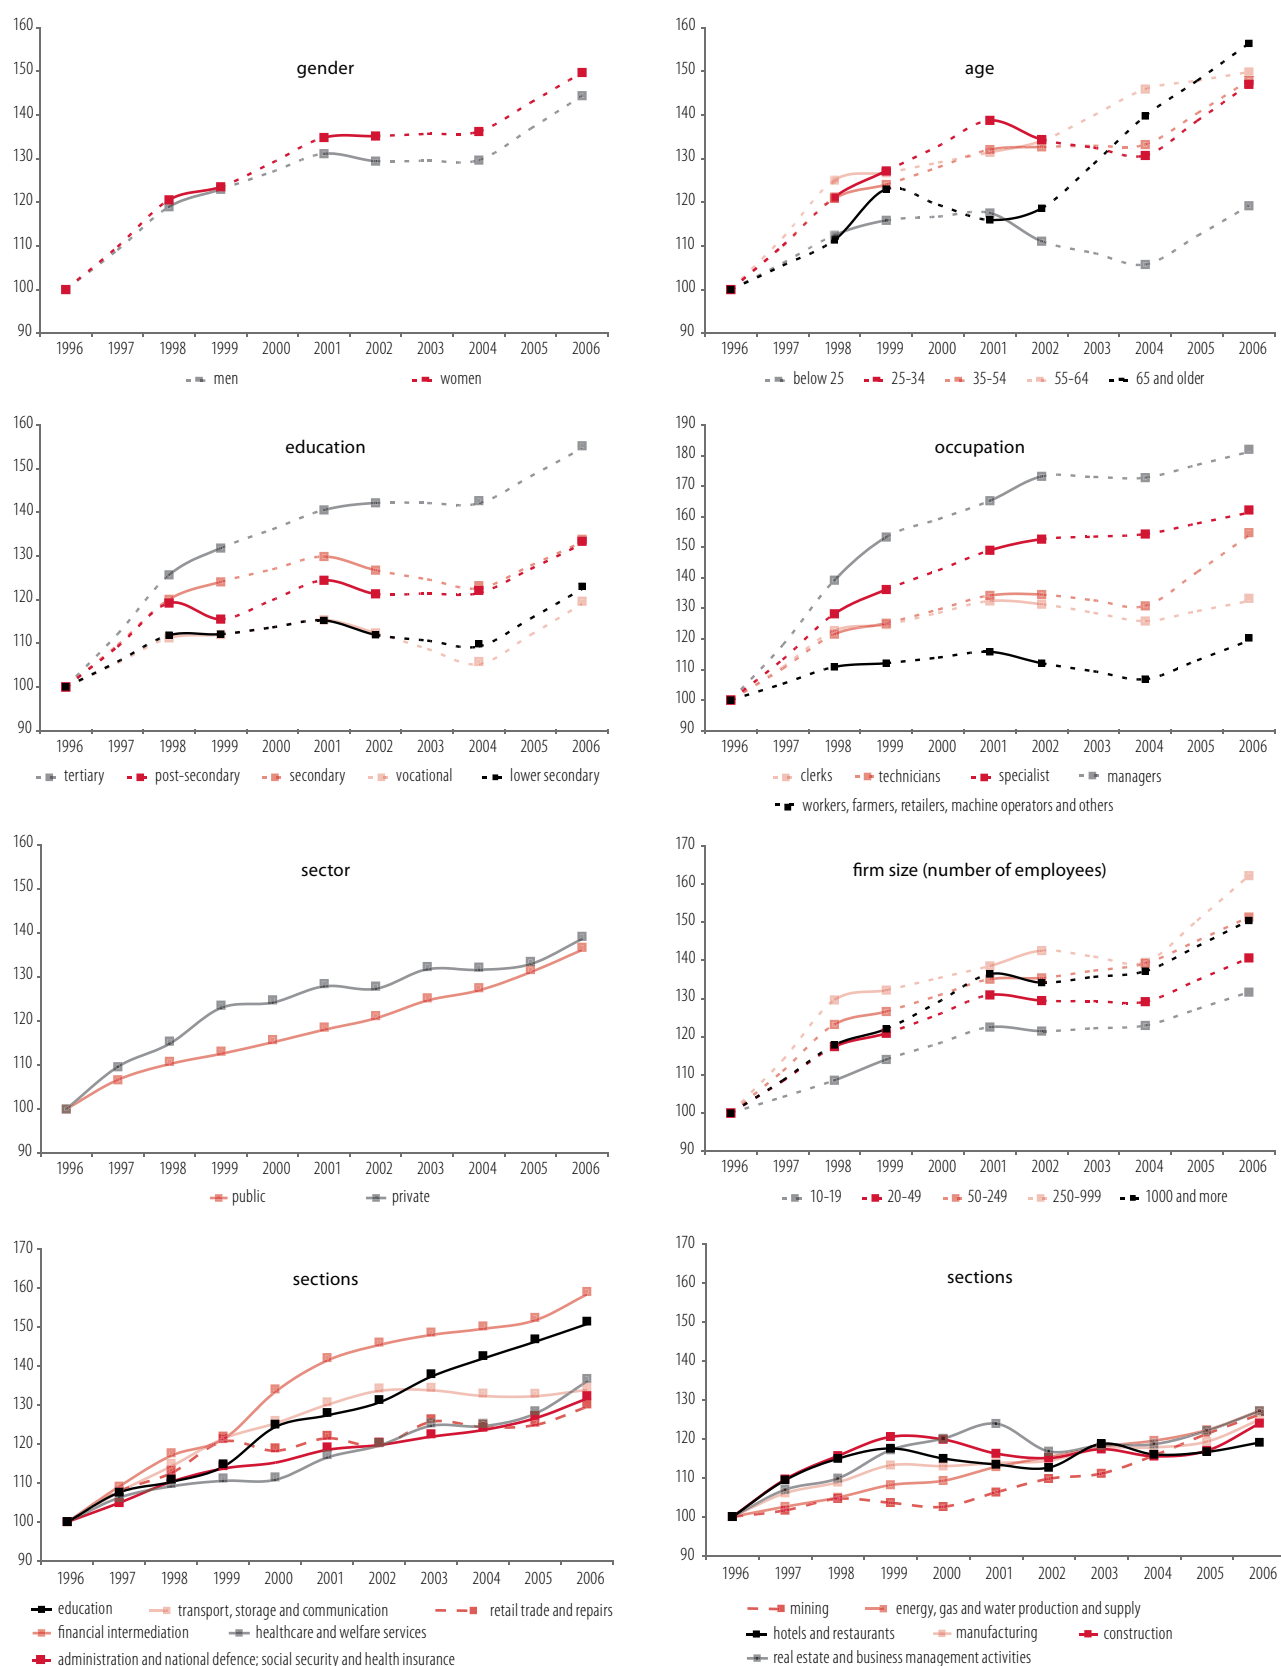 gender
160
150
140
130
120
110
100
90
1996 1997 1998 1999 2000 2001 2002 2003 2004 2005 2006
men women
age
160
150
140
130
120
110
100
90
1996 1997 1998 1999 2000 2001 2002 2003 2004 2005 2006
below 25 25–34 35–54 55–64 65 and older
education
160
150
140
130
120
110
100
90
1996 1997 1998 1999 2000 2001 2002 2003 2004 2005 2006
tertiary post–secondary secondary vocational lower secondary
occupation
190
180
170
160
150
140
130
120
110
100
90
1996 1997 1998 1999 2000 2001 2002 2003 2004 2005 2006
clerks technicians specialist managers
workers, farmers, retailers, machine operators and others
sector
160
150
140
130
120
110
100
90
1996 1997 1998 1999 2000 2001 2002 2003 2004 2005 2006
public private
firm size (number of employees)
170
160
150
140
130
120
110
100
90
1996 1997 1998 1999 2000 2001 2002 2003 2004 2005 2006
10–19 20–49 50–249 250–999 1000 and more
sections
170
160
150
140
130
120
110
100
90
1996 1997 1998 1999 2000 2001 2002 2003 2004 2005 2006
education transport, storage and communication retail trade and repairs
financial intermediation healthcare and welfare services
administration and national defence; social security and health insurance
sections
170
160
150
140
130
120
110
100
90
1996 1997 1998 1999 2000 2001 2002 2003 2004 2005 2006
mining energy, gas and water production and supply
hotels and restaurants manufacturing construction
real estate and business management activities